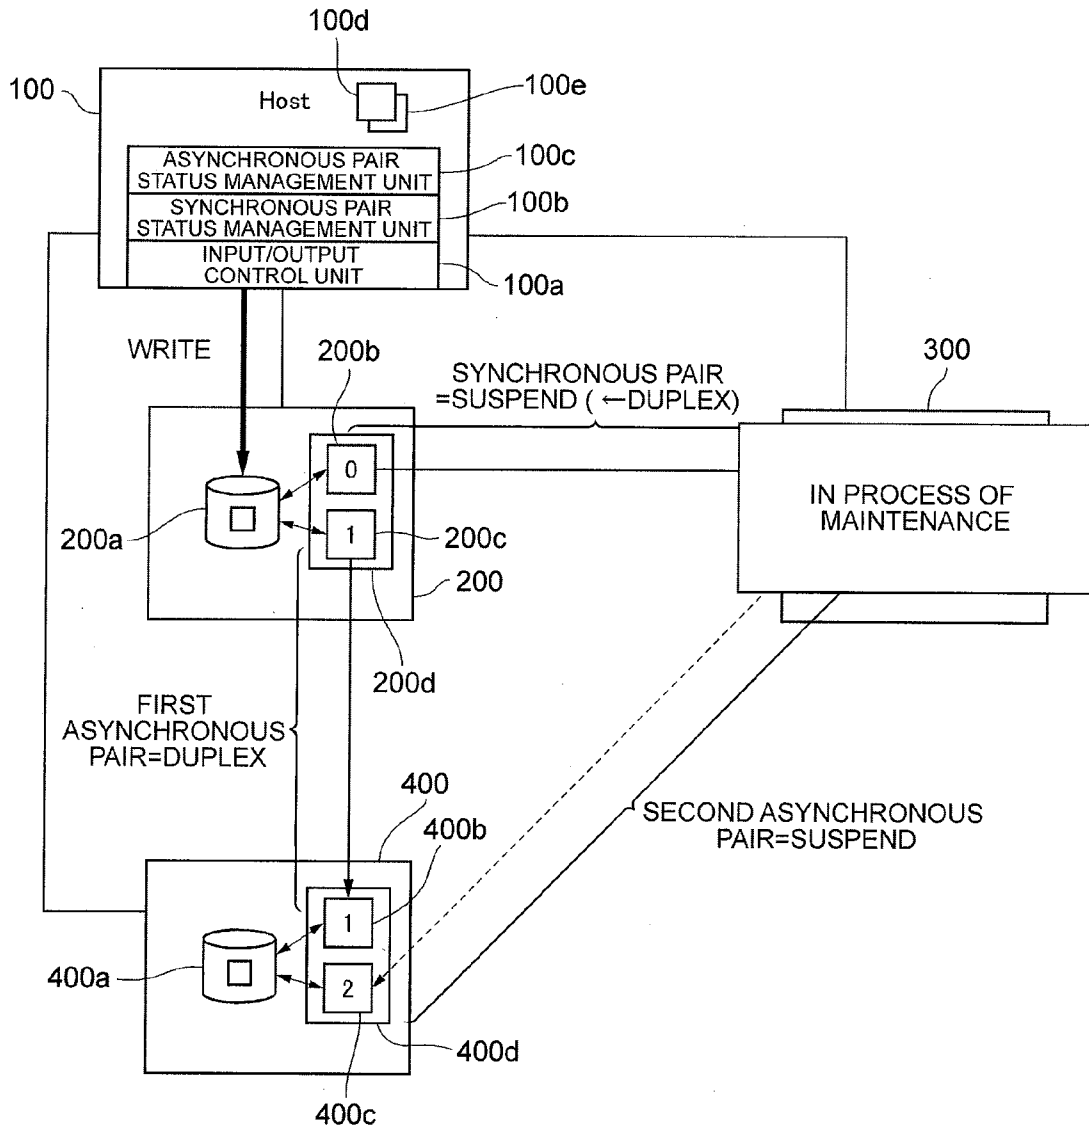 100d
100
Host
100e
ASYNCHRONOUS PAIR
STATUS MANAGEMENT UNIT
100c
SYNCHRONOUS PAIR
STATUS MANAGEMENT UNIT
100b
INPUT/OUTPUT
CONTROL UNIT
100a
WRITE
200b
SYNCHRONOUS PAIR
=SUSPEND (←DUPLEX)
300
0
IN PROCESS OF
MAINTENANCE
200a
1
200c
200
200d
FIRST
ASYNCHRONOUS
PAIR=DUPLEX
400
400b
SECOND ASYNCHRONOUS
PAIR=SUSPEND
1
400a
2
400d
400c